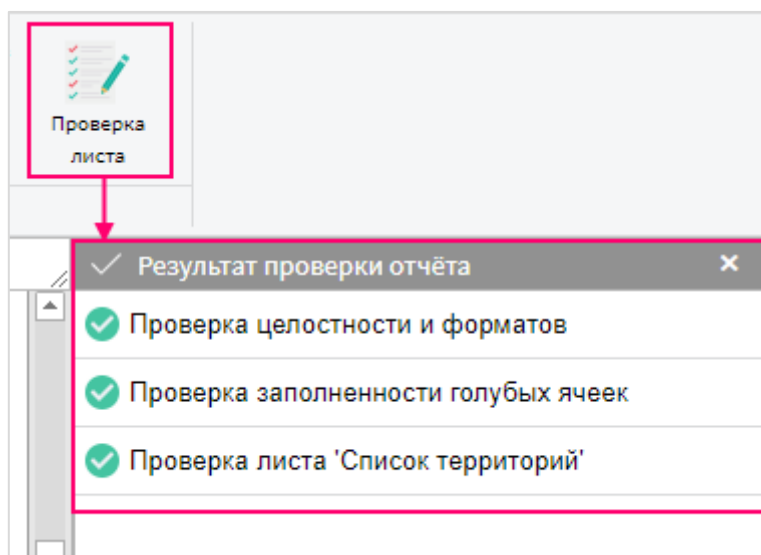 Проверка
листа
Результат проверки отчёта
Проверка целостности и форматов
Проверка заполненности голубых ячеек
Проверка листа 'Список территорий'